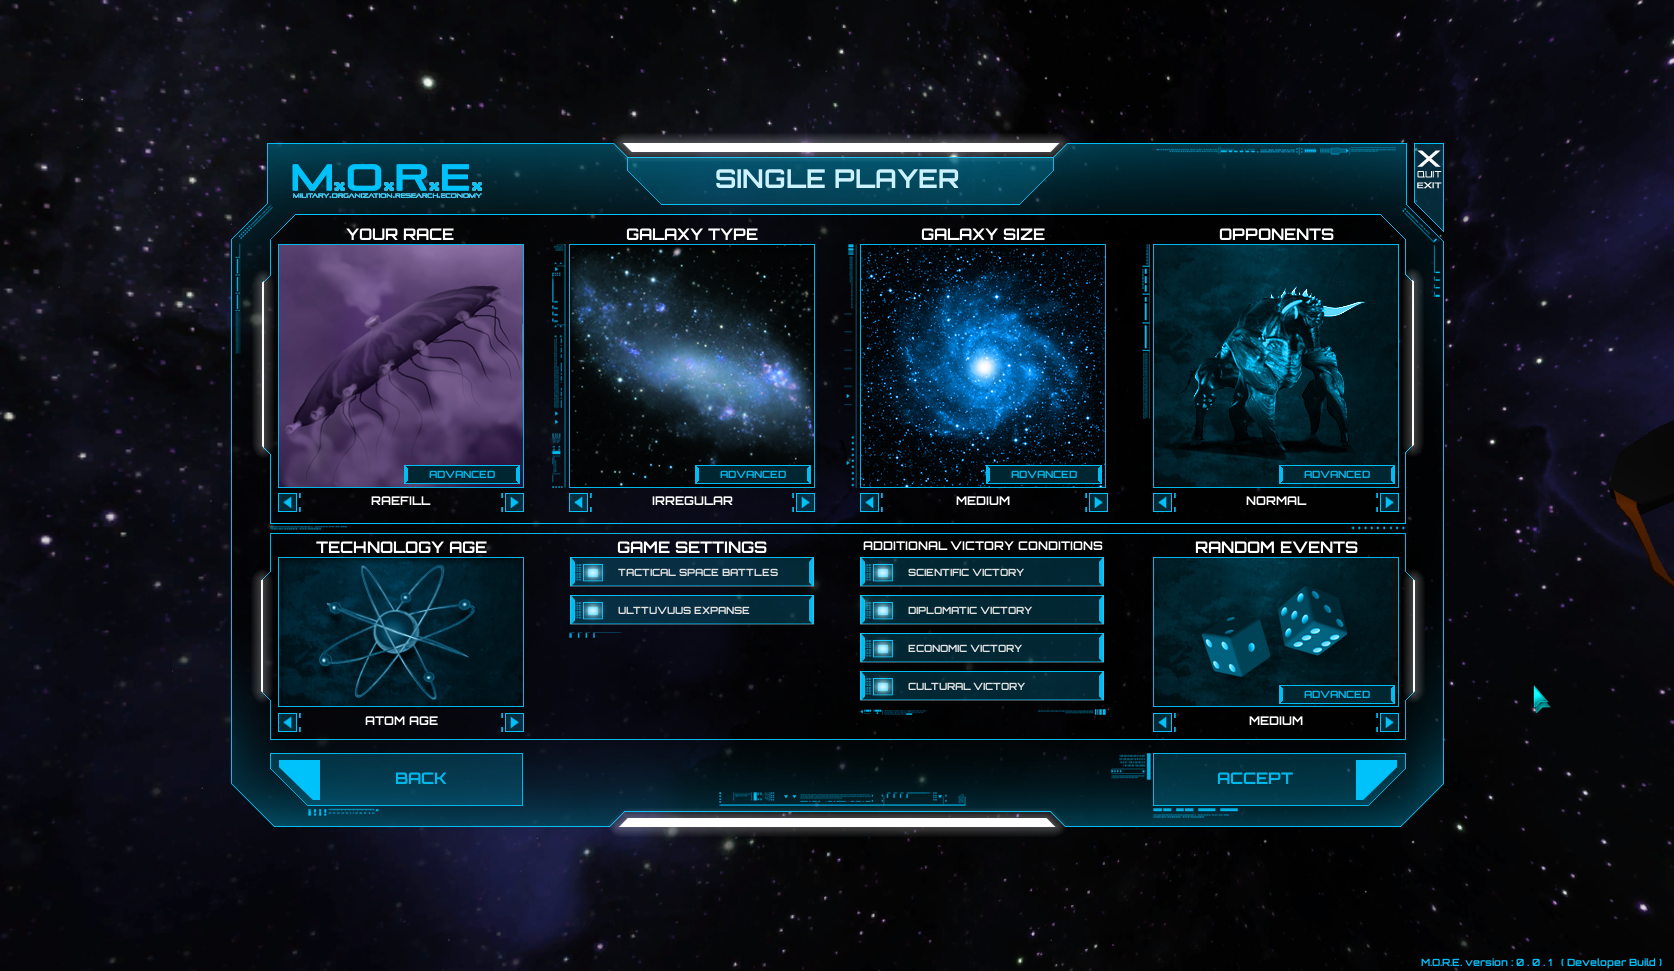 M.O.R.E.
MILITARY.ORGANIZATION.RESEARCH.ECONOMY
SINGLE PLAYER
X
QUIT
EXIT
YOUR RACE
GALAXY TYPE
GALAXY SIZE
OPPONENTS
ADVANCED
ADVANCED
ADVANCED
ADVANCED
RAEFILL
IRREGULAR
MEDIUM
NORMAL
TECHNOLOGY AGE
GAME SETTINGS
ADDITIONAL VICTORY CONDITIONS
RANDOM EVENTS
TACTICAL SPACE BATTLES
SCIENTIFIC VICTORY
ULTTUVUUS EXPANSE
DIPLOMATIC VICTORY
ECONOMIC VICTORY
CULTURAL VICTORY
ADVANCED
ATOM AGE
MEDIUM
BACK
ACCEPT
M.O.R.E. version : 0 . 0 . 1 ( Developer Build )